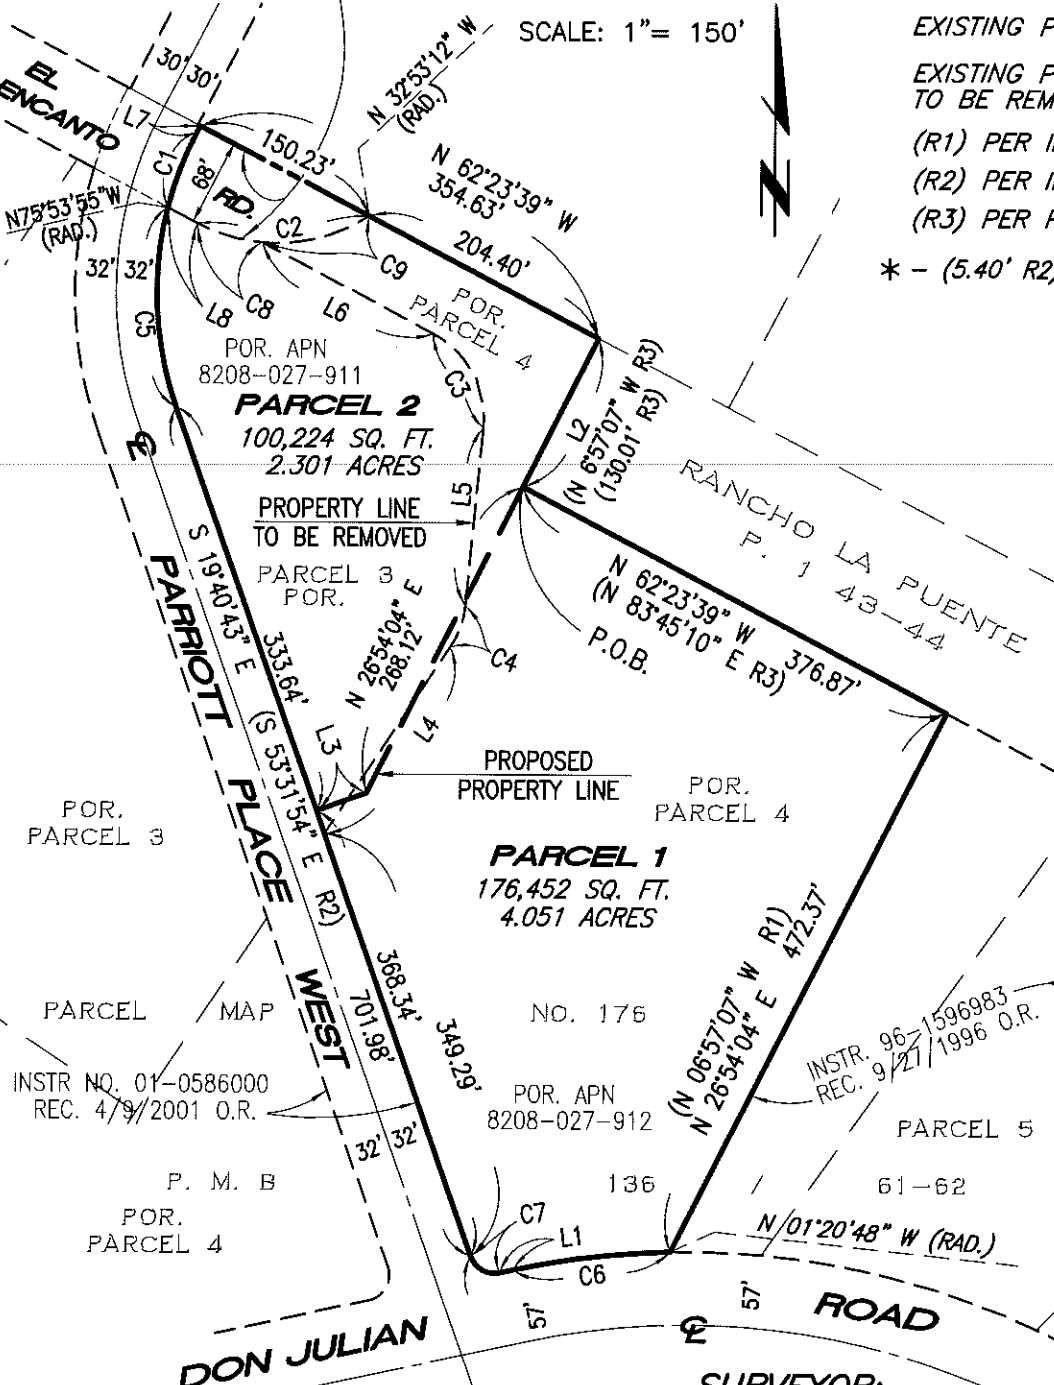 SCALE: 1"= 150'
EXISTING P
EXISTING P
TO BE REM
(R1) PER I
(R2) PER I
(R3) PER
* - (5.40' R2)
30' 30'
EL
ENCANTO
RD.
L7
C1
68'
150.23'
N 32°53'12" W
(RAD.)
N 62°23'39" W
354.63'
204.40'
N75°53'55"W
(RAD.)
32' 32'
C5
L8
C8
C2
C9
L6
POR.
PARCEL 4
POR. APN
8208-027-911
PARCEL 2
100,224 SQ. FT.
2.301 ACRES
C3
L2
(N 6°57'07" W R3)
(130.01' R3)
℄
PROPERTY LINE
TO BE REMOVED
L5
PARCEL 3
POR.
RANCHO LA PUENTE
P. 1 43-44
N 62°23'39" W
(N 83°45'10" E R3)
376.87'
P.O.B.
S 19°40'43" E
(S 53°31'54" E R2)
333.64'
N 26°54'04" E
268.12'
C4
L4
L3
PARRIOTT PLACE WEST
PROPOSED
PROPERTY LINE
POR.
PARCEL 4
POR.
PARCEL 3
PARCEL 1
176,452 SQ. FT.
4.051 ACRES
368.34'
701.98'
349.29'
(N 06°57'07" W R1)
N 26°54'04" E
472.37'
PARCEL MAP
NO. 176
INSTR. 96-1596983
REC. 9/27/1996 O.R.
INSTR NO. 01-0586000
REC. 4/9/2001 O.R.
POR. APN
8208-027-912
PARCEL 5
32' 32'
P. M. B
136
61-62
POR.
PARCEL 4
C7
L1
C6
N 01°20'48" W (RAD.)
57'
57'
℄
DON JULIAN ROAD
SURVEYOR: